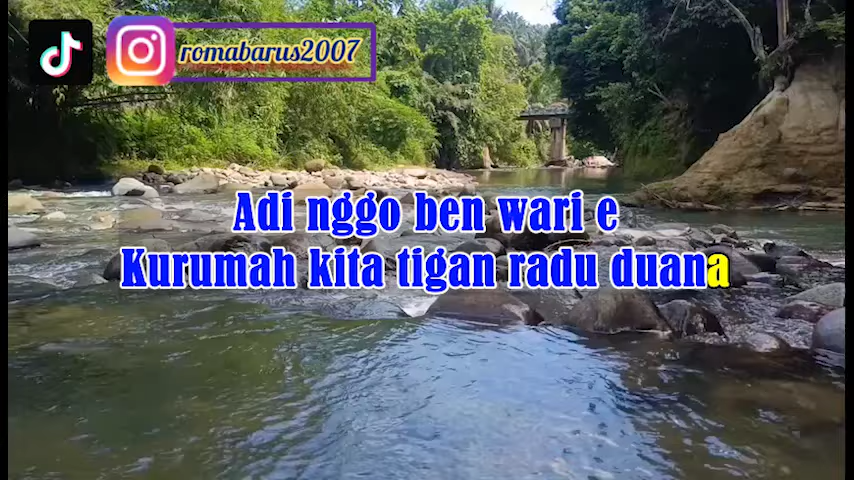 romabarus2007
Adi nggo ben wari e
Kurumah kita tigan radu duana